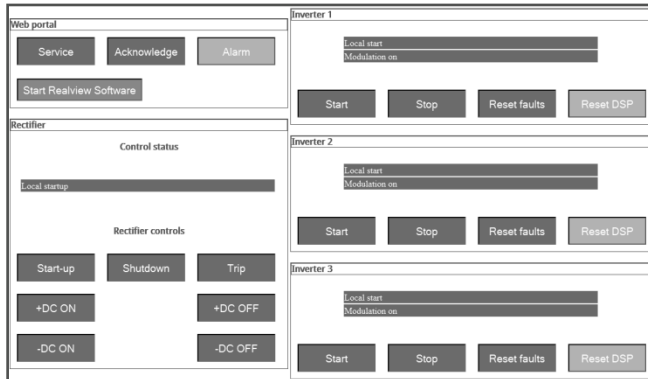 Web portal
Service Acknowledge Alarm
Start Realview Software
Rectifier
Control status
Local startup
Rectifier controls
Start-up Shutdown Trip
+DC ON +DC OFF
-DC ON -DC OFF
Inverter 1
Local start
Modulation on
Start Stop Reset faults Reset DSP
Inverter 2
Local start
Modulation on
Start Stop Reset faults Reset DSP
Inverter 3
Local start
Modulation on
Start Stop Reset faults Reset DSP